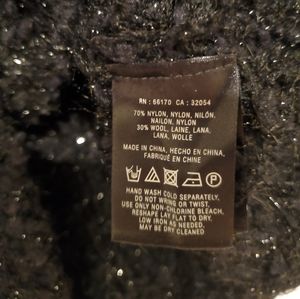 RN : 66170 CA : 32054
70% NYLON, NYLON, NILÓN,
NAILON, NYLON
30% WOOL, LAINE, LANA,
LANA, WOLLE
MADE IN CHINA, HECHO EN CHINA,
FABRIQUÉ EN CHINE
HAND WASH COLD SEPARATELY,
DO NOT WRING OR TWIST.
USE ONLY NON-CHLORINE BLEACH,
RESHAPE LAY FLAT TO DRY.
LOW IRON AS NEEDED,
MAY BE DRY CLEANED.